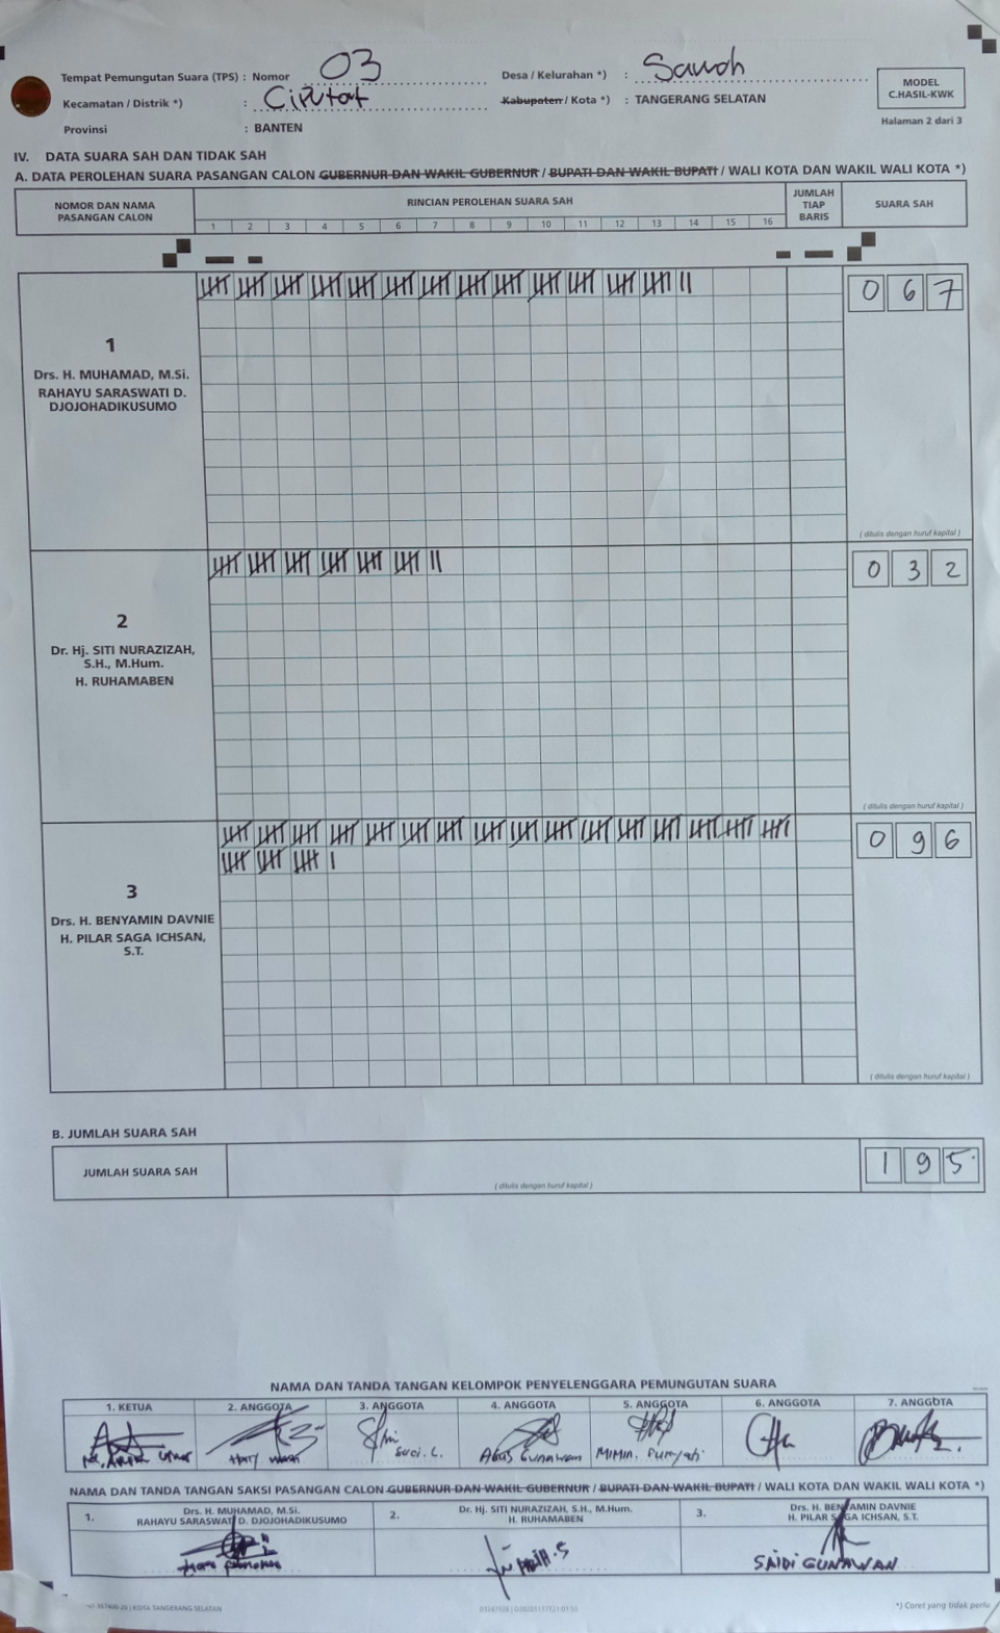 Tempat Pemungutan Suara (TPS) : Nomor 03 Desa / Kelurahan *) : Sawah
Kecamatan / Distrik *) : Ciputat Kabupaten / Kota *) : TANGERANG SELATAN
Provinsi : BANTEN
MODEL
C.HASIL-KWK
Halaman 2 dari 3
IV. DATA SUARA SAH DAN TIDAK SAH
A. DATA PEROLEHAN SUARA PASANGAN CALON GUBERNUR DAN WAKIL GUBERNUR / BUPATI DAN WAKIL BUPATI / WALI KOTA DAN WAKIL WALI KOTA *)
NOMOR DAN NAMA
PASANGAN CALON
RINCIAN PEROLEHAN SUARA SAH
1 2 3 4 5 6 7 8 9 10 11 12 13 14 15 16
JUMLAH
TIAP
BARIS
SUARA SAH
1
Drs. H. MUHAMAD, M.Si.
RAHAYU SARASWATI D.
DJOJOHADIKUSUMO
0 6 7
( ditulis dengan huruf kapital )
2
Dr. Hj. SITI NURAZIZAH,
S.H., M.Hum.
H. RUHAMABEN
0 3 2
( ditulis dengan huruf kapital )
3
Drs. H. BENYAMIN DAVNIE
H. PILAR SAGA ICHSAN,
S.T.
0 9 6
( ditulis dengan huruf kapital )
B. JUMLAH SUARA SAH
JUMLAH SUARA SAH
( ditulis dengan huruf kapital )
1 9 5
NAMA DAN TANDA TANGAN KELOMPOK PENYELENGGARA PEMUNGUTAN SUARA
1. KETUA 2. ANGGOTA 3. ANGGOTA 4. ANGGOTA 5. ANGGOTA 6. ANGGOTA 7. ANGGOTA
Suci. L. Agus Gunawan Mimin.
NAMA DAN TANDA TANGAN SAKSI PASANGAN CALON GUBERNUR DAN WAKIL GUBERNUR / BUPATI DAN WAKIL BUPATI / WALI KOTA DAN WAKIL WALI KOTA *)
1. Drs. H. MUHAMAD, M.Si.
RAHAYU SARASWATI D. DJOJOHADIKUSUMO
2. Dr. Hj. SITI NURAZIZAH, S.H., M.Hum.
H. RUHAMABEN
3. Drs. H. BENYAMIN DAVNIE
H. PILAR SAGA ICHSAN, S.T.
SAIDI GUNAWAN
KOTA TANGERANG SELATAN
*) Coret yang tidak perlu